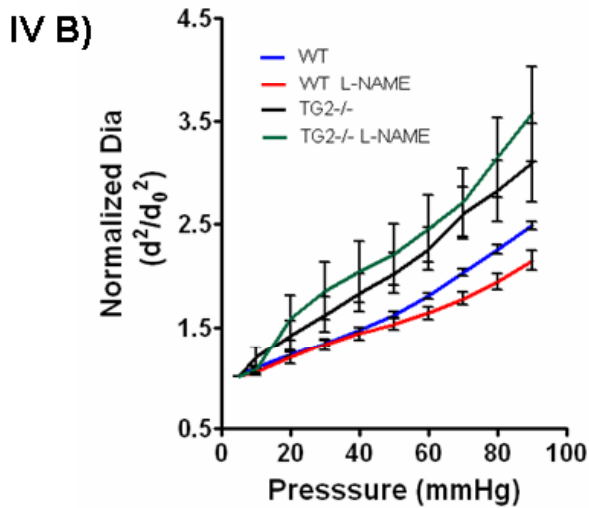 IV B)
4.5
3.5
2.5
1.5
0.5
Normalized Dia
(d²/d₀²)
WT
WT L-NAME
TG2-/-
TG2-/- L-NAME
0 20 40 60 80 100
Presssure (mmHg)